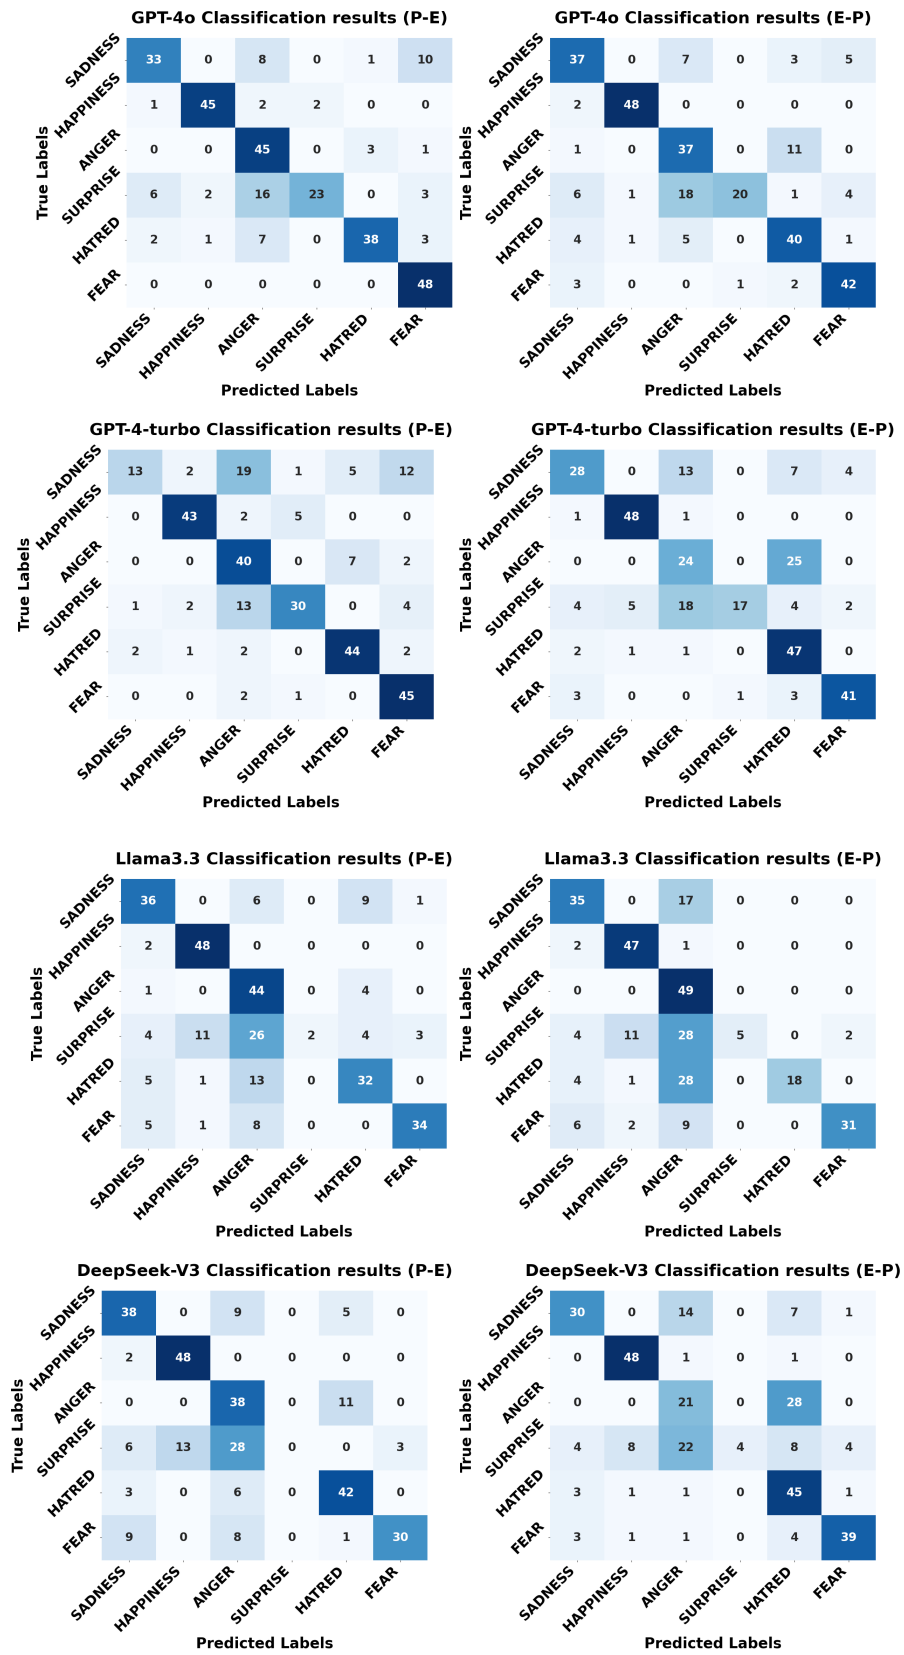 GPT-4o Classification results (P-E)
True Labels
SADNESS 33 0 8 0 1 10
HAPPINESS 1 45 2 2 0 0
ANGER 0 0 45 0 3 1
SURPRISE 6 2 16 23 0 3
HATRED 2 1 7 0 38 3
FEAR 0 0 0 0 0 48
SADNESS HAPPINESS ANGER SURPRISE HATRED FEAR
Predicted Labels
GPT-4o Classification results (E-P)
True Labels
SADNESS 37 0 7 0 3 5
HAPPINESS 2 48 0 0 0 0
ANGER 1 0 37 0 11 0
SURPRISE 6 1 18 20 1 4
HATRED 4 1 5 0 40 1
FEAR 3 0 0 1 2 42
SADNESS HAPPINESS ANGER SURPRISE HATRED FEAR
Predicted Labels
GPT-4-turbo Classification results (P-E)
True Labels
SADNESS 13 2 19 1 5 12
HAPPINESS 0 43 2 5 0 0
ANGER 0 0 40 0 7 2
SURPRISE 1 2 13 30 0 4
HATRED 2 1 2 0 44 2
FEAR 0 0 2 1 0 45
SADNESS HAPPINESS ANGER SURPRISE HATRED FEAR
Predicted Labels
GPT-4-turbo Classification results (E-P)
True Labels
SADNESS 28 0 13 0 7 4
HAPPINESS 1 48 1 0 0 0
ANGER 0 0 24 0 25 0
SURPRISE 4 5 18 17 4 2
HATRED 2 1 1 0 47 0
FEAR 3 0 0 1 3 41
SADNESS HAPPINESS ANGER SURPRISE HATRED FEAR
Predicted Labels
Llama3.3 Classification results (P-E)
True Labels
SADNESS 36 0 6 0 9 1
HAPPINESS 2 48 0 0 0 0
ANGER 1 0 44 0 4 0
SURPRISE 4 11 26 2 4 3
HATRED 5 1 13 0 32 0
FEAR 5 1 8 0 0 34
SADNESS HAPPINESS ANGER SURPRISE HATRED FEAR
Predicted Labels
Llama3.3 Classification results (E-P)
True Labels
SADNESS 35 0 17 0 0 0
HAPPINESS 2 47 1 0 0 0
ANGER 0 0 49 0 0 0
SURPRISE 4 11 28 5 0 2
HATRED 4 1 28 0 18 0
FEAR 6 2 9 0 0 31
SADNESS HAPPINESS ANGER SURPRISE HATRED FEAR
Predicted Labels
DeepSeek-V3 Classification results (P-E)
True Labels
SADNESS 38 0 9 0 5 0
HAPPINESS 2 48 0 0 0 0
ANGER 0 0 38 0 11 0
SURPRISE 6 13 28 0 0 3
HATRED 3 0 6 0 42 0
FEAR 9 0 8 0 1 30
SADNESS HAPPINESS ANGER SURPRISE HATRED FEAR
Predicted Labels
DeepSeek-V3 Classification results (E-P)
True Labels
SADNESS 30 0 14 0 7 1
HAPPINESS 0 48 1 0 1 0
ANGER 0 0 21 0 28 0
SURPRISE 4 8 22 4 8 4
HATRED 3 1 1 0 45 1
FEAR 3 1 1 0 4 39
SADNESS HAPPINESS ANGER SURPRISE HATRED FEAR
Predicted Labels